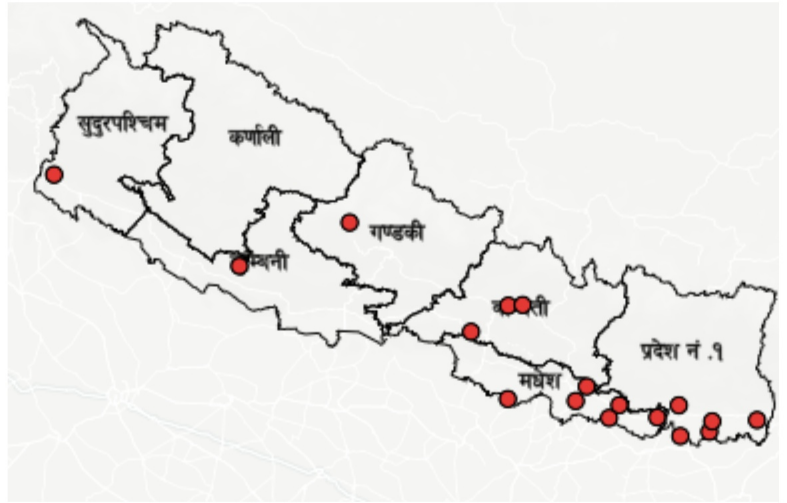 सुदुरपश्चिम
कर्णाली
गण्डकी
मधेश
प्रदेश नं .१